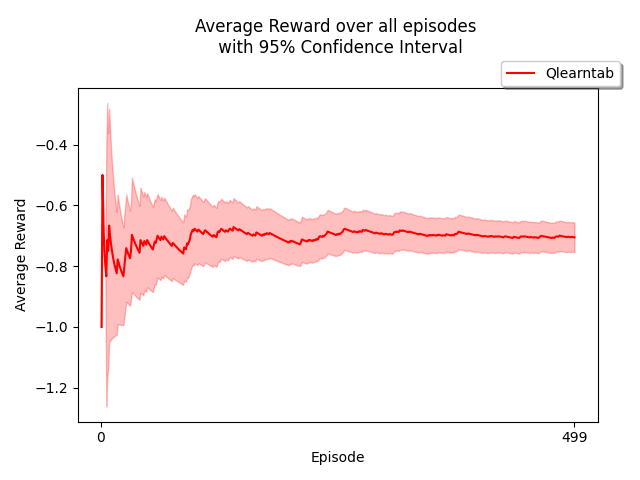 Average Reward over all episodes
with 95% Confidence Interval
Qlearntab
Average Reward
−0.4
−0.6
−0.8
−1.0
−1.2
0
499
Episode